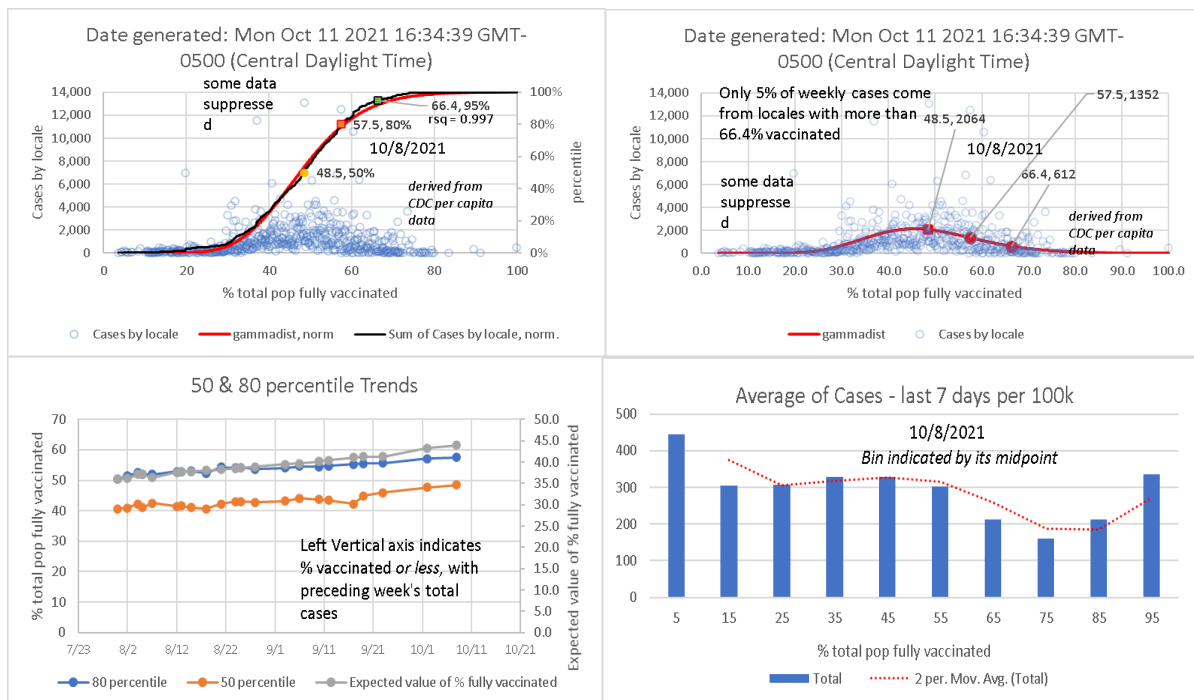 Date generated: Mon Oct 11 2021 16:34:39 GMT-
0500 (Central Daylight Time)
some data
suppresse
d
14,000
12,000
10,000
8,000
6,000
4,000
2,000
0
Cases by locale
100%
80%
60%
40%
20%
0%
percentile
66.4, 95%
rsq = 0.997
57.5, 80%
10/8/2021
48.5, 50%
derived from
CDC per capita
data
0 20 40 60 80 100
% total pop fully vaccinated
Cases by locale gammadist, norm Sum of Cases by locale, norm.
Date generated: Mon Oct 11 2021 16:34:39 GMT-
0500 (Central Daylight Time)
14,000
12,000
10,000
8,000
6,000
4,000
2,000
0
Cases by locale
Only 5% of weekly cases come
from locales with more than
66.4% vaccinated
57.5, 1352
48.5, 2064
10/8/2021
66.4, 612
some data
suppresse
d
derived from
CDC per capita
data
0.0 10.0 20.0 30.0 40.0 50.0 60.0 70.0 80.0 90.0 100.0
% total pop fully vaccinated
gammadist Cases by locale
50 & 80 percentile Trends
70
60
50
40
30
20
10
0
% total pop fully vaccinated
50.0
45.0
40.0
35.0
30.0
25.0
20.0
15.0
10.0
5.0
0.0
Expected value of % fully vaccinated
Left Vertical axis indicates
% vaccinated or less, with
preceding week's total
cases
7/23 8/2 8/12 8/22 9/1 9/11 9/21 10/1 10/11 10/21
80 percentile 50 percentile Expected value of % fully vaccinated
Average of Cases - last 7 days per 100k
10/8/2021
Bin indicated by its midpoint
500
400
300
200
100
0
5 15 25 35 45 55 65 75 85 95
% total pop fully vaccinated
Total 2 per. Mov. Avg. (Total)